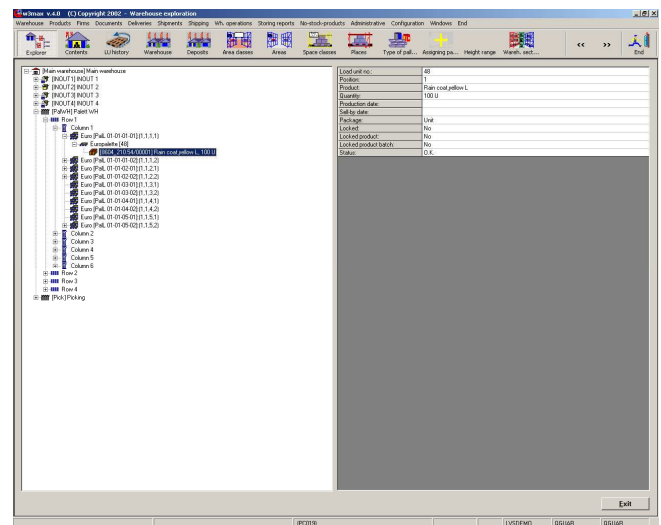 w3max v.4.0 (C) Copyright 2002 – Warehouse exploration
Warehouse Products Firms Documents Deliveries Shipments Shipping Wh. operations Storing reports No-stock-produkts Administrative Configuration Windows End
Explorer Contents LU history Warehouse Deposits Area classes Areas Space classes Places Type of pall... Assigning pa... Height range Wareh. sect... << >> End
[Main warehouse] Main warehouse
[INOUT1] INOUT 1
[INOUT2] INOUT 2
[INOUT3] INOUT 3
[INOUT4] INOUT 4
[PalWH] Palett WH
Row 1
Column 1
Euro [PalL 01-01-01-01] (1,1,1,1)
Europalette [48]
[0604_210.54/00001] Rain coat,yellow L, 100 U
Euro [PalL 01-01-01-02] (1,1,1,2)
Euro [PalL 01-01-02-01] (1,1,2,1)
Euro [PalL 01-01-02-02] (1,1,2,2)
Euro [PalL 01-01-03-01] (1,1,3,1)
Euro [PalL 01-01-03-02] (1,1,3,2)
Euro [PalL 01-01-04-01] (1,1,4,1)
Euro [PalL 01-01-04-02] (1,1,4,2)
Euro [PalL 01-01-05-01] (1,1,5,1)
Euro [PalL 01-01-05-02] (1,1,5,2)
Column 2
Column 3
Column 4
Column 5
Column 6
Row 2
Row 3
Row 4
[Pick] Picking
Load unit no.: 48
Position: 1
Product: Rain coat,yellow L
Quantity: 100 U
Production date:
Sell-by date:
Package: Unit
Locked: No
Locked product: No
Locked product batch: No
Status: O.K.
Exit
(PC019) LVSDEMO AGUAR AGUAR